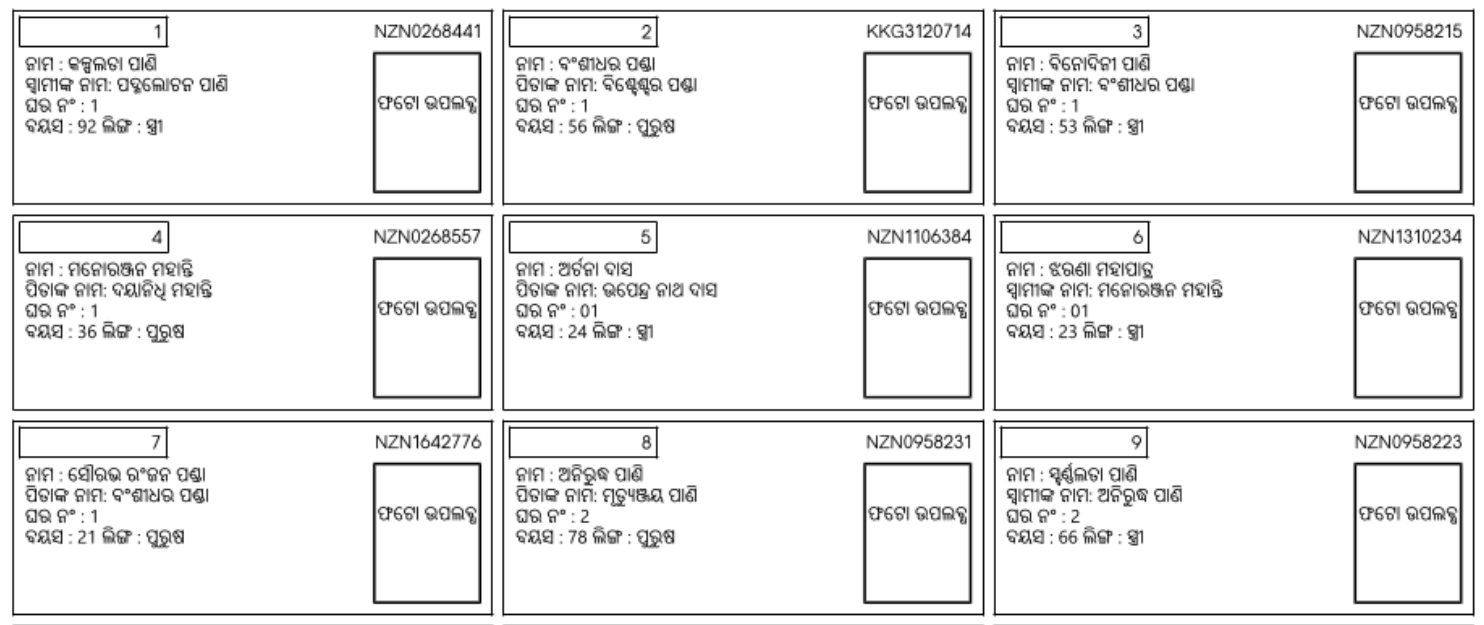 1 NZN0268441
ନାମ : କଳ୍ପଲତା ପାଣି
ସ୍ୱାମୀଙ୍କ ନାମ: ପଦ୍ମଲୋଚନ ପାଣି
ଘର ନଂ : 1
ବୟସ : 92 ଲିଙ୍ଗ : ସ୍ତ୍ରୀ
ଫଟୋ ଉପଲବ୍ଧ
2 KKG3120714
ନାମ : ବଂଶୀଧର ପଣ୍ଡା
ପିତାଙ୍କ ନାମ: ବିଶ୍ୱେଶ୍ୱର ପଣ୍ଡା
ଘର ନଂ : 1
ବୟସ : 56 ଲିଙ୍ଗ : ପୁରୁଷ
ଫଟୋ ଉପଲବ୍ଧ
3 NZN0958215
ନାମ : ବିନୋଦିନୀ ପାଣି
ସ୍ୱାମୀଙ୍କ ନାମ: ବଂଶୀଧର ପଣ୍ଡା
ଘର ନଂ : 1
ବୟସ : 53 ଲିଙ୍ଗ : ସ୍ତ୍ରୀ
ଫଟୋ ଉପଲବ୍ଧ
4 NZN0268557
ନାମ : ମନୋରଞ୍ଜନ ମହାନ୍ତି
ପିତାଙ୍କ ନାମ: ଦୟାନିଧି ମହାନ୍ତି
ଘର ନଂ : 1
ବୟସ : 36 ଲିଙ୍ଗ : ପୁରୁଷ
ଫଟୋ ଉପଲବ୍ଧ
5 NZN1106384
ନାମ : ଅର୍ଚନା ଦାସ
ପିତାଙ୍କ ନାମ: ଉପେନ୍ଦ୍ର ନାଥ ଦାସ
ଘର ନଂ : 01
ବୟସ : 24 ଲିଙ୍ଗ : ସ୍ତ୍ରୀ
ଫଟୋ ଉପଲବ୍ଧ
6 NZN1310234
ନାମ : ଝରଣା ମହାପାତ୍ର
ସ୍ୱାମୀଙ୍କ ନାମ: ମନୋରଞ୍ଜନ ମହାନ୍ତି
ଘର ନଂ : 01
ବୟସ : 23 ଲିଙ୍ଗ : ସ୍ତ୍ରୀ
ଫଟୋ ଉପଲବ୍ଧ
7 NZN1642776
ନାମ : ସୌରଭ ରଂଜନ ପଣ୍ଡା
ପିତାଙ୍କ ନାମ: ବଂଶୀଧର ପଣ୍ଡା
ଘର ନଂ : 1
ବୟସ : 21 ଲିଙ୍ଗ : ପୁରୁଷ
ଫଟୋ ଉପଲବ୍ଧ
8 NZN0958231
ନାମ : ଅନିରୁଦ୍ଧ ପାଣି
ପିତାଙ୍କ ନାମ: ମୃତ୍ୟୁଞ୍ଜୟ ପାଣି
ଘର ନଂ : 2
ବୟସ : 78 ଲିଙ୍ଗ : ପୁରୁଷ
ଫଟୋ ଉପଲବ୍ଧ
9 NZN0958223
ନାମ : ସ୍ୱର୍ଣ୍ଣଲତା ପାଣି
ସ୍ୱାମୀଙ୍କ ନାମ: ଅନିରୁଦ୍ଧ ପାଣି
ଘର ନଂ : 2
ବୟସ : 66 ଲିଙ୍ଗ : ସ୍ତ୍ରୀ
ଫଟୋ ଉପଲବ୍ଧ